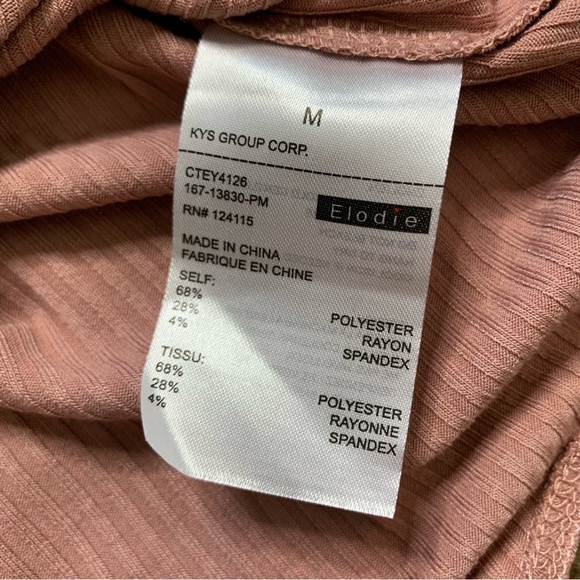 M
KYS GROUP CORP.
CTEY4126
167-13830-PM
RN# 124115
Elodie
MADE IN CHINA
FABRIQUE EN CHINE
SELF:
68% POLYESTER
28% RAYON
4% SPANDEX
TISSU:
68% POLYESTER
28% RAYONNE
4% SPANDEX